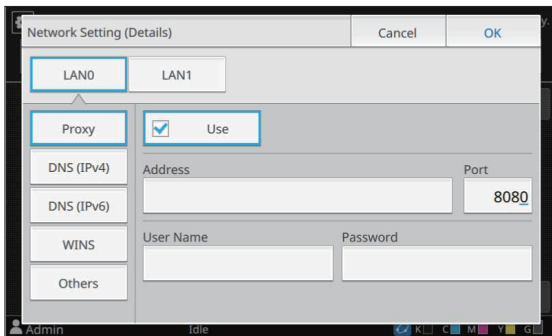 Network Setting (Details)
Cancel
OK
LAN0
LAN1
Proxy
Use
DNS (IPv4)
Address
Port
8080
DNS (IPv6)
WINS
User Name
Password
Others
Admin
Idle
K C M Y G